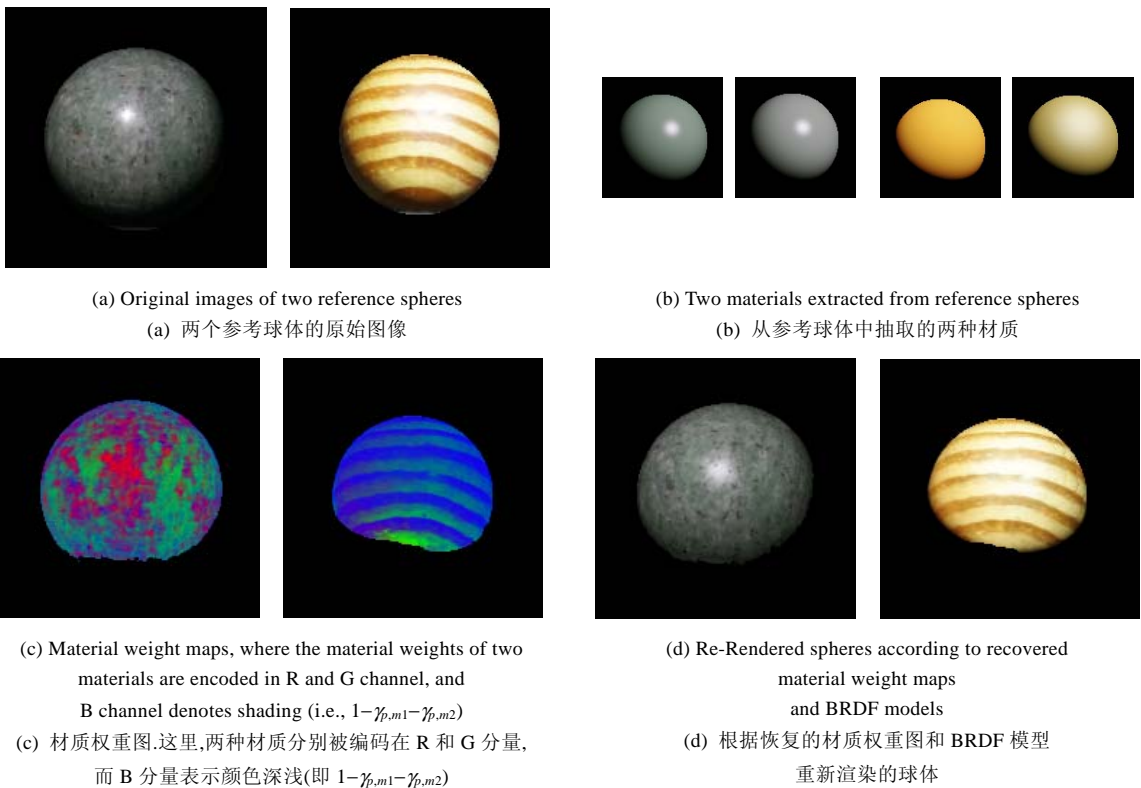 (a) Original images of two reference spheres
(a) 两个参考球体的原始图像
(b) Two materials extracted from reference spheres
(b) 从参考球体中抽取的两种材质
(c) Material weight maps, where the material weights of two
materials are encoded in R and G channel, and
B channel denotes shading (i.e., 1−γp,m1−γp,m2)
(c) 材质权重图.这里,两种材质分别被编码在 R 和 G 分量,
而 B 分量表示颜色深浅(即 1−γp,m1−γp,m2)
(d) Re-Rendered spheres according to recovered
material weight maps
and BRDF models
(d) 根据恢复的材质权重图和 BRDF 模型
重新渲染的球体